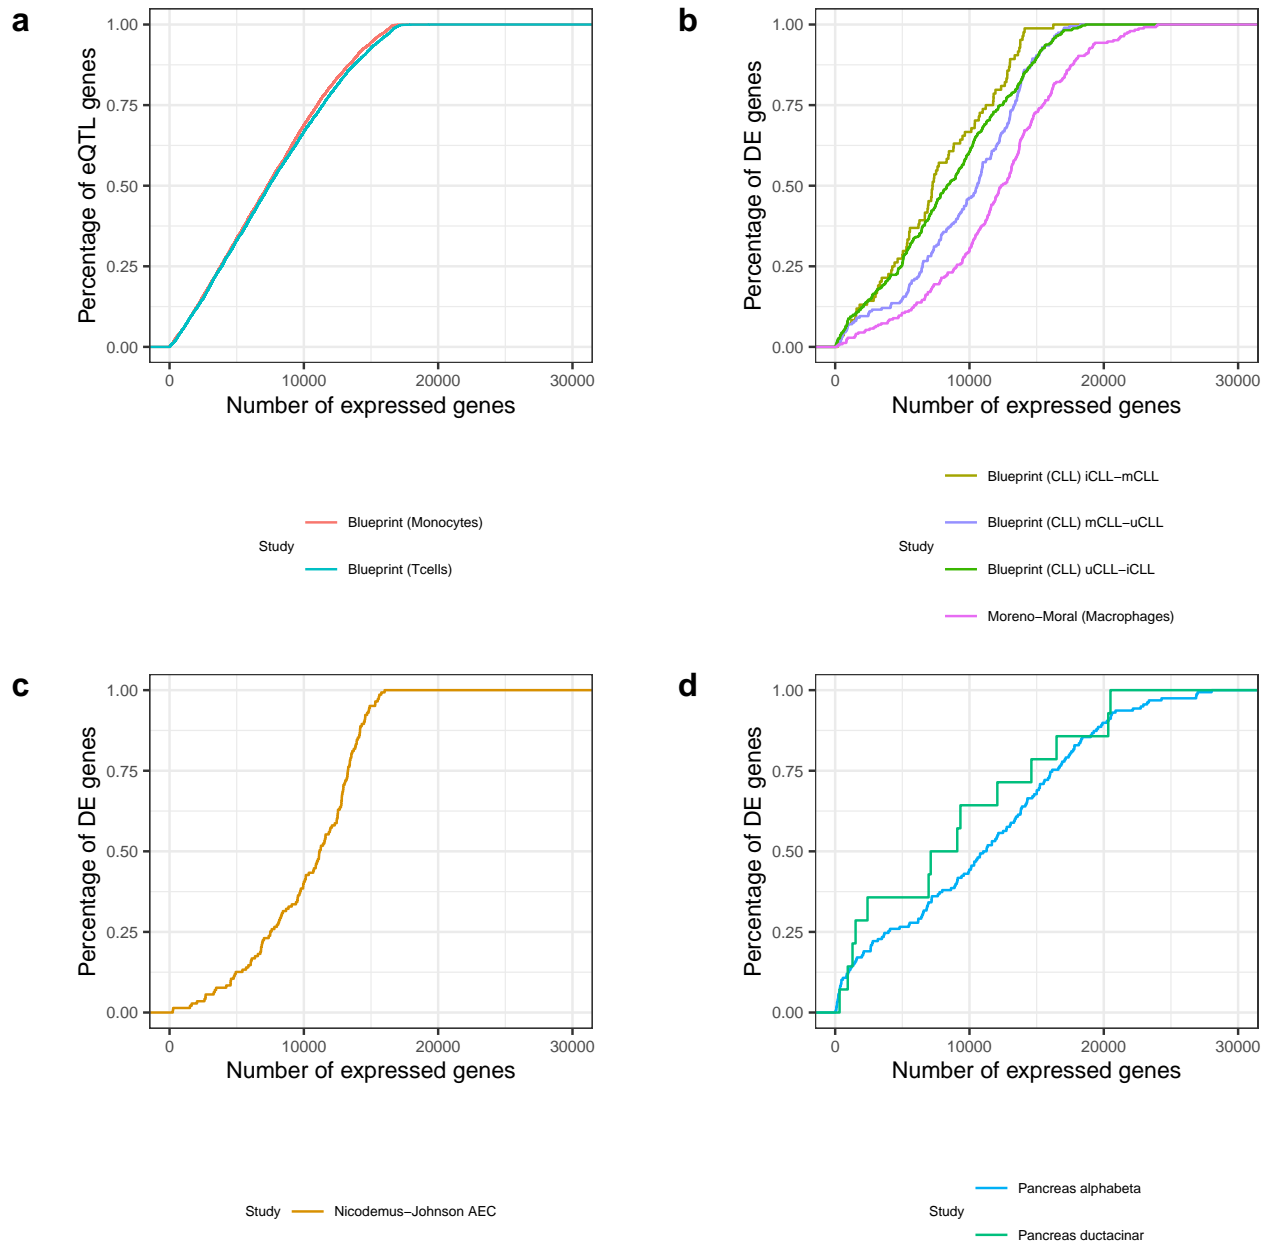 a
1.00
0.75
0.50
0.25
0.00
Percentage of eQTL genes
0 10000 20000 30000
Number of expressed genes
Study
Blueprint (Monocytes)
Blueprint (Tcells)
b
1.00
0.75
0.50
0.25
0.00
Percentage of DE genes
0 10000 20000 30000
Number of expressed genes
Study
Blueprint (CLL) iCLL−mCLL
Blueprint (CLL) mCLL−uCLL
Blueprint (CLL) uCLL−iCLL
Moreno−Moral (Macrophages)
c
1.00
0.75
0.50
0.25
0.00
Percentage of DE genes
0 10000 20000 30000
Number of expressed genes
Study Nicodemus−Johnson AEC
d
1.00
0.75
0.50
0.25
0.00
Percentage of DE genes
0 10000 20000 30000
Number of expressed genes
Study
Pancreas alphabeta
Pancreas ductacinar